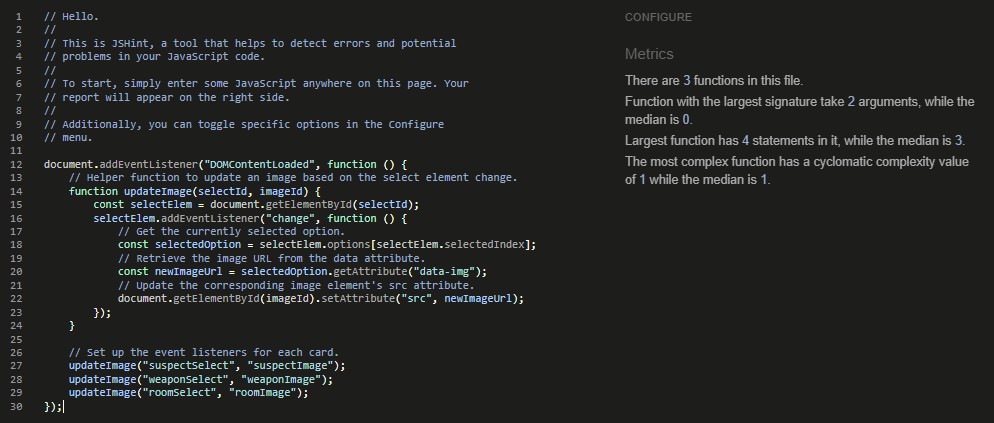 1 // Hello.
2 //
3 // This is JSHint, a tool that helps to detect errors and potential
4 // problems in your JavaScript code.
5 //
6 // To start, simply enter some JavaScript anywhere on this page. Your
7 // report will appear on the right side.
8 //
9 // Additionally, you can toggle specific options in the Configure
10 // menu.
11
12 document.addEventListener("DOMContentLoaded", function () {
13     // Helper function to update an image based on the select element change.
14     function updateImage(selectId, imageId) {
15         const selectElem = document.getElementById(selectId);
16         selectElem.addEventListener("change", function () {
17             // Get the currently selected option.
18             const selectedOption = selectElem.options[selectElem.selectedIndex];
19             // Retrieve the image URL from the data attribute.
20             const newImageUrl = selectedOption.getAttribute("data-img");
21             // Update the corresponding image element's src attribute.
22             document.getElementById(imageId).setAttribute("src", newImageUrl);
23         });
24     }
25
26     // Set up the event listeners for each card.
27     updateImage("suspectSelect", "suspectImage");
28     updateImage("weaponSelect", "weaponImage");
29     updateImage("roomSelect", "roomImage");
30 });
CONFIGURE
Metrics
There are 3 functions in this file.
Function with the largest signature take 2 arguments, while the
median is 0.
Largest function has 4 statements in it, while the median is 3.
The most complex function has a cyclomatic complexity value
of 1 while the median is 1.